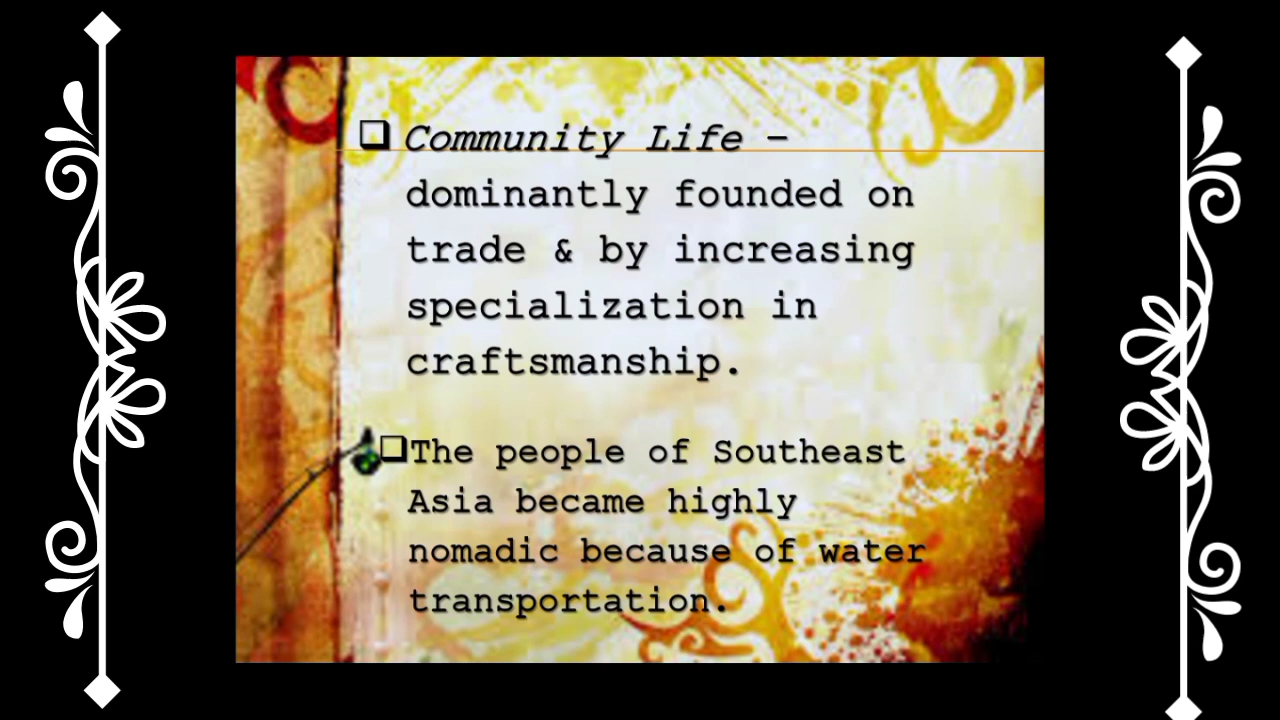 ❑ Community Life –
dominantly founded on
trade & by increasing
specialization in
craftsmanship.
❑The people of Southeast
Asia became highly
nomadic because of water
transportation.